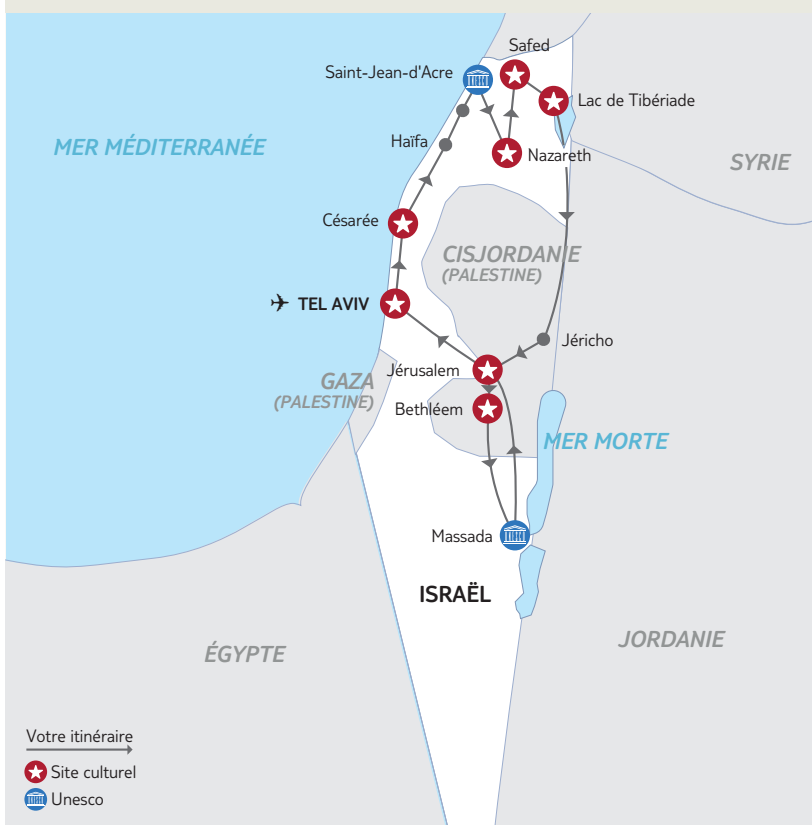 Safed
Saint-Jean-d'Acre
Lac de Tibériade
Haïfa
MER MÉDITERRANÉE
Nazareth
SYRIE
Césarée
CISJORDANIE
(PALESTINE)
TEL AVIV
Jéricho
Jérusalem
GAZA
(PALESTINE)
Bethléem
MER MORTE
Massada
ISRAËL
JORDANIE
ÉGYPTE
Votre itinéraire
Site culturel
Unesco